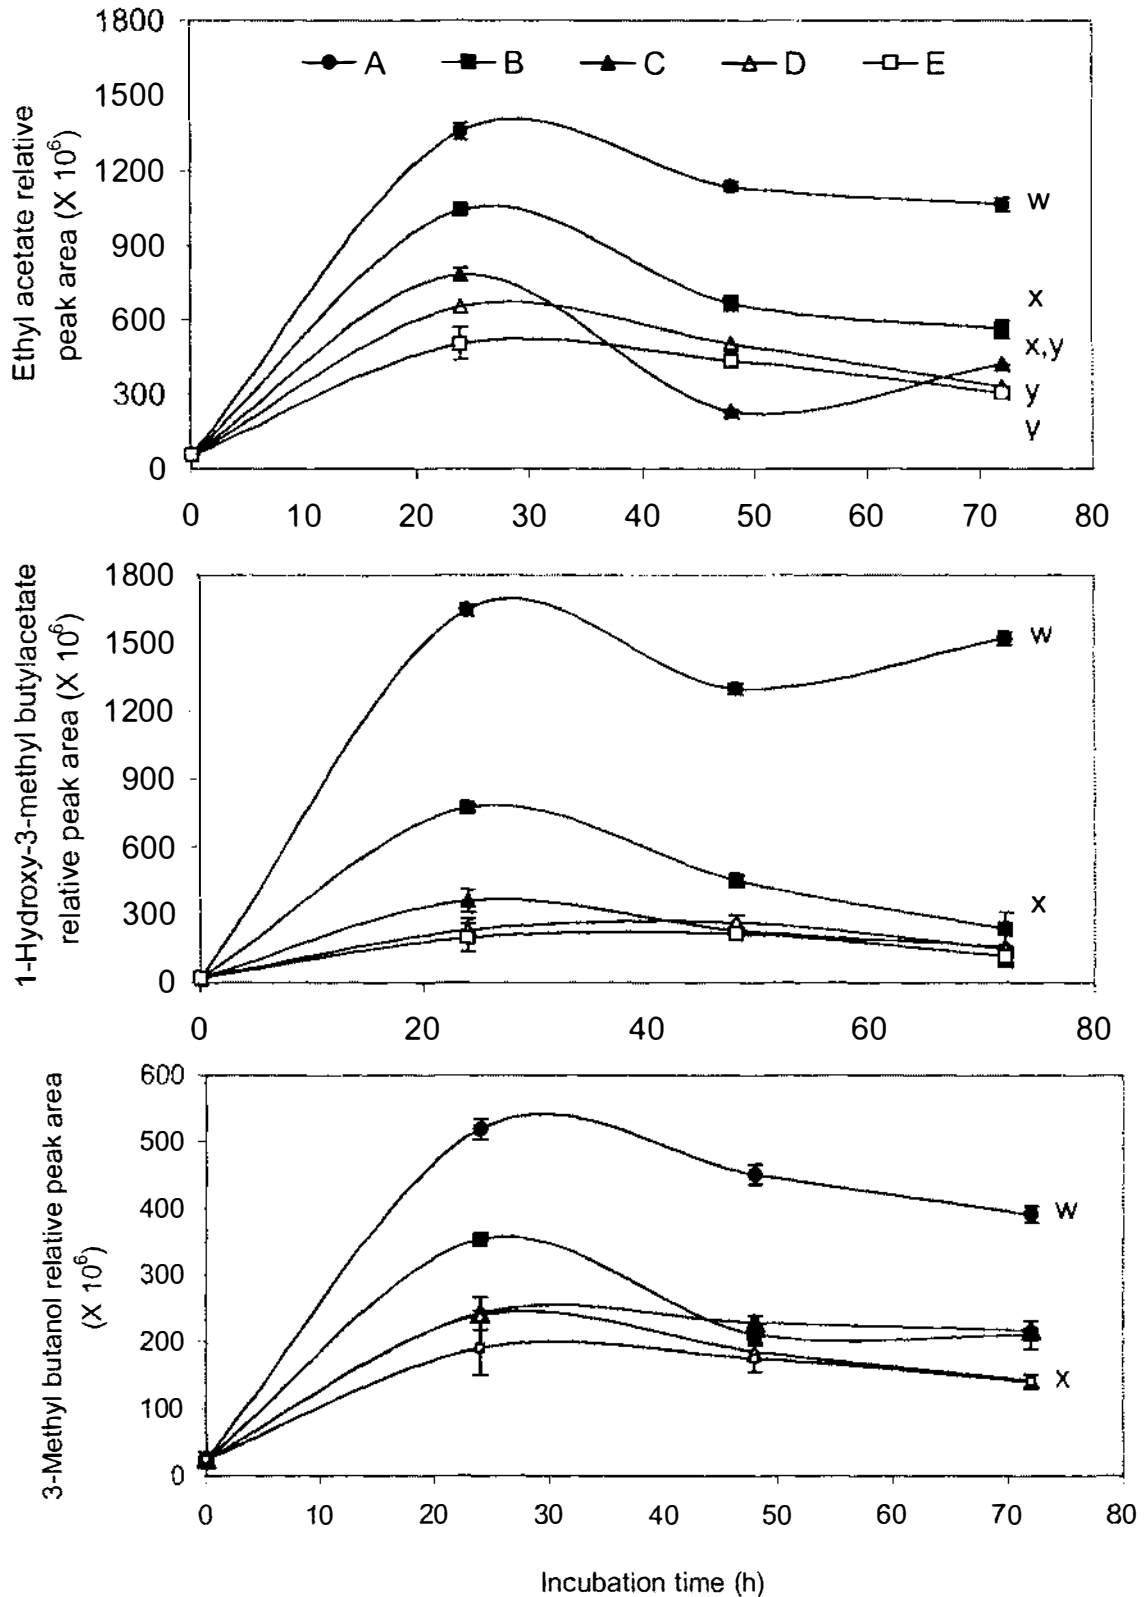 1800
A B C D E
1500
1200
900
600
300
0
Ethyl acetate relative
peak area (X 10⁶)
w
x
x,y
y
y
0 10 20 30 40 50 60 70 80
1800
1500
1200
900
600
300
0
1-Hydroxy-3-methyl butylacetate
relative peak area (X 10⁶)
w
x
0 20 40 60 80
600
500
400
300
200
100
0
3-Methyl butanol relative peak area
(X 10⁶)
w
x
0 10 20 30 40 50 60 70 80
Incubation time (h)